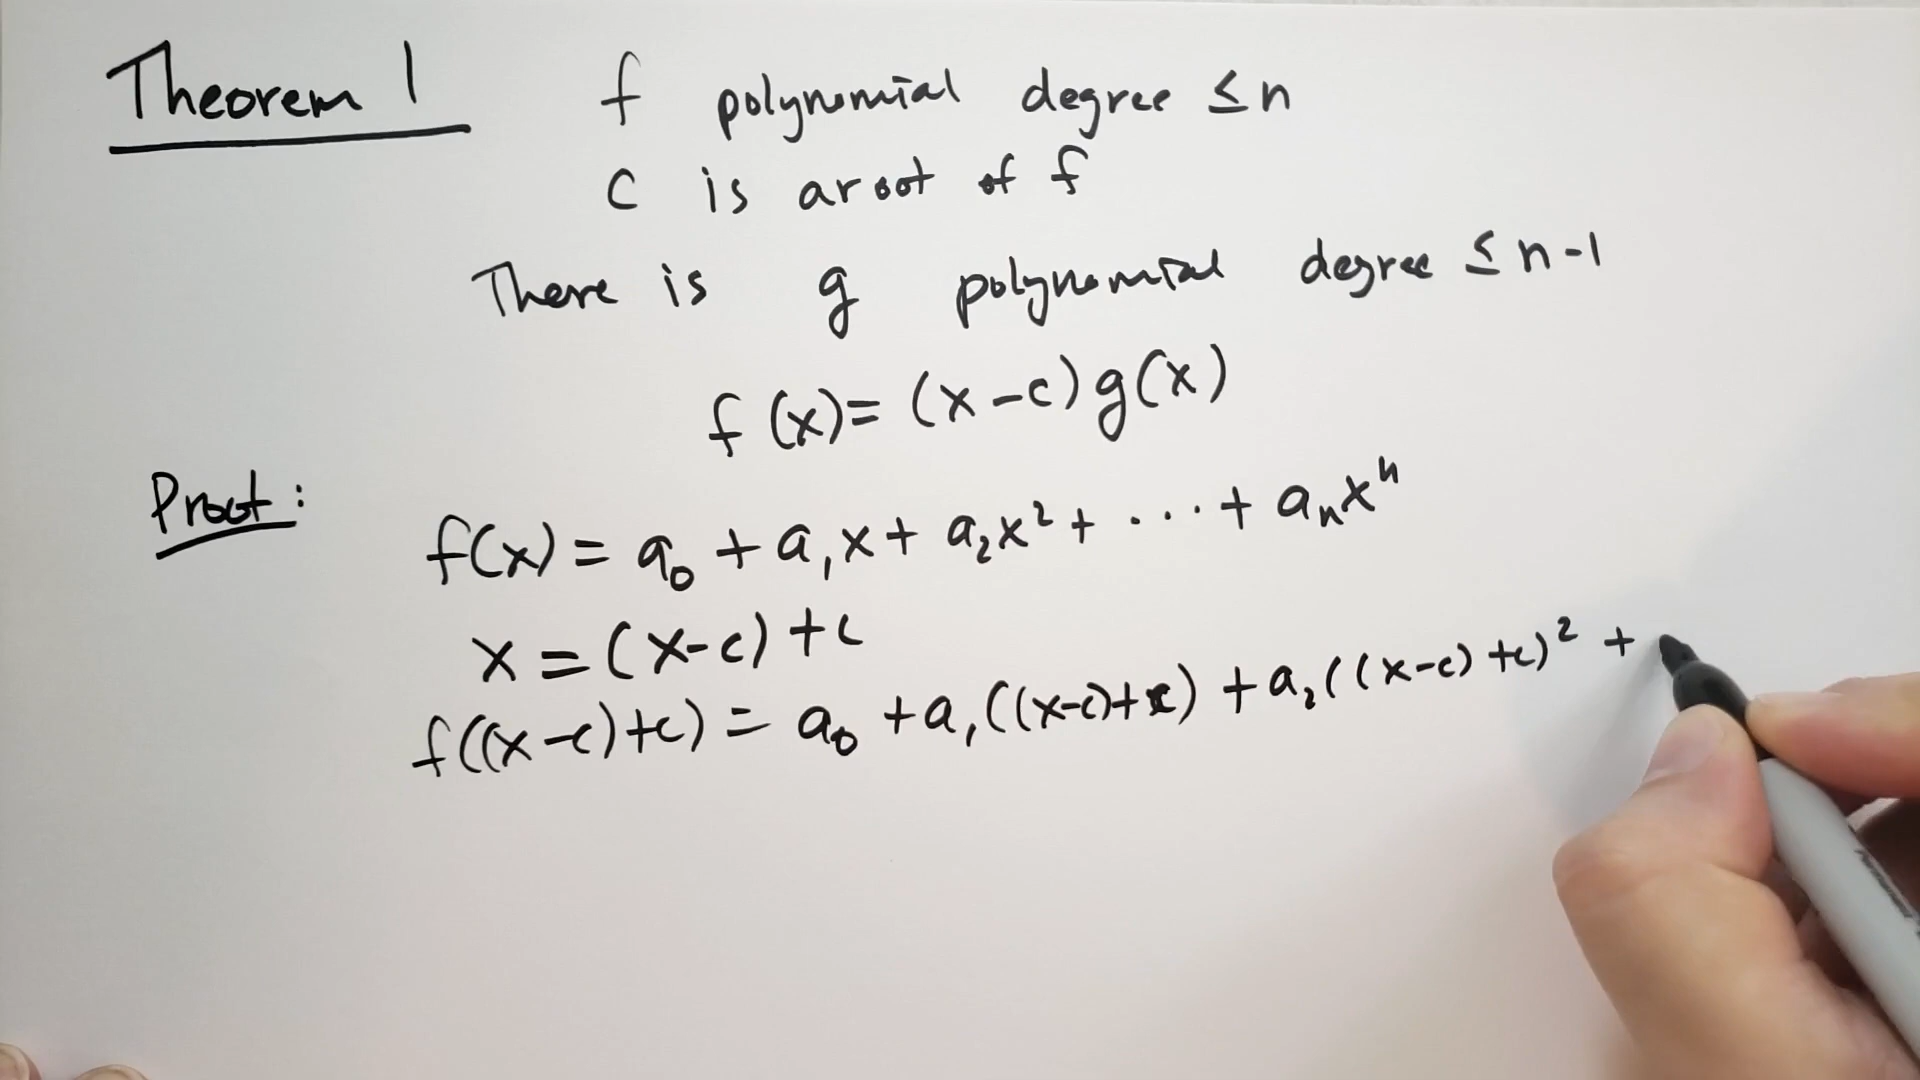 Theorem 1 f polynomial degree ≤ n
c is a root of f
There is g polynomial degree ≤ n-1
f(x) = (x-c)g(x)
Proof:
f(x) = a₀ + a₁x + a₂x² + ··· + aₙxⁿ
x = (x-c)+c
f((x-c)+c) = a₀ + a₁((x-c)+c) + a₂((x-c)+c)² +